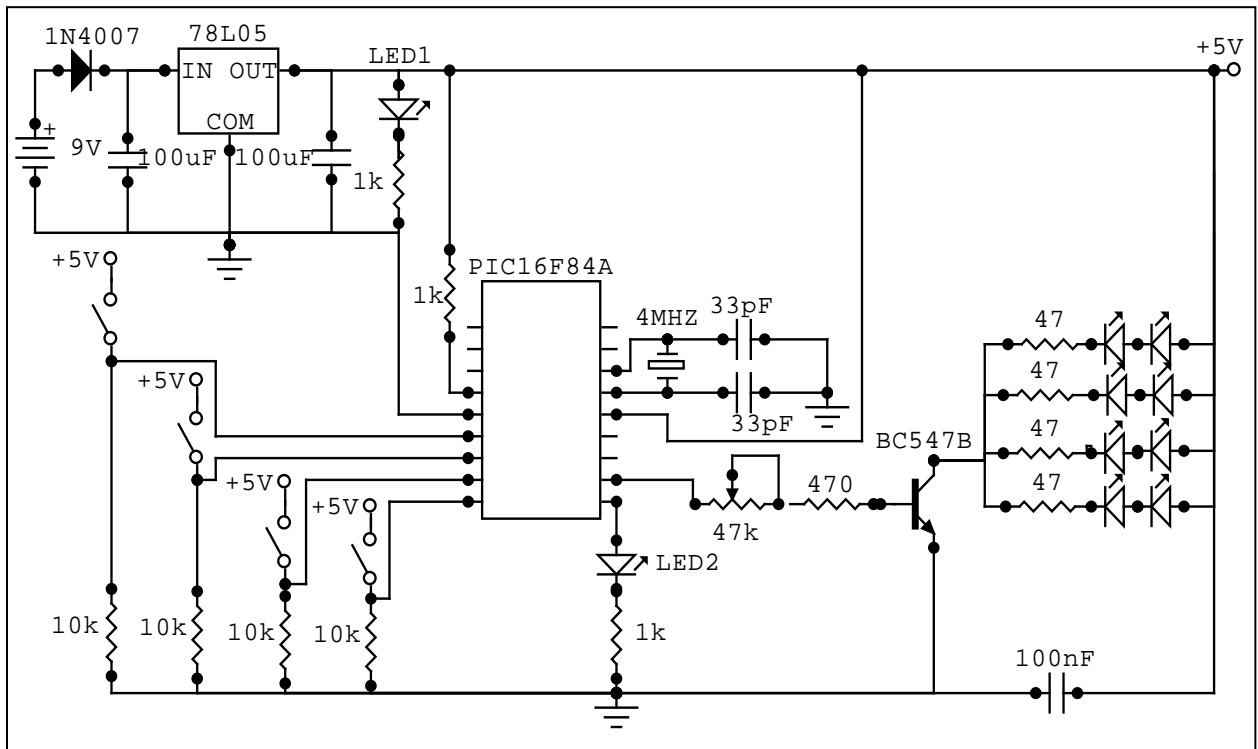 1N4007
78L05
LED1
+5V
IN OUT
COM
+
9V
100uF
100uF
1k
+5V
PIC16F84A
1k
4MHZ
33pF
33pF
47
47
47
47
+5V
BC547B
+5V
+5V
470
47k
LED2
10k
10k
10k
10k
1k
100nF